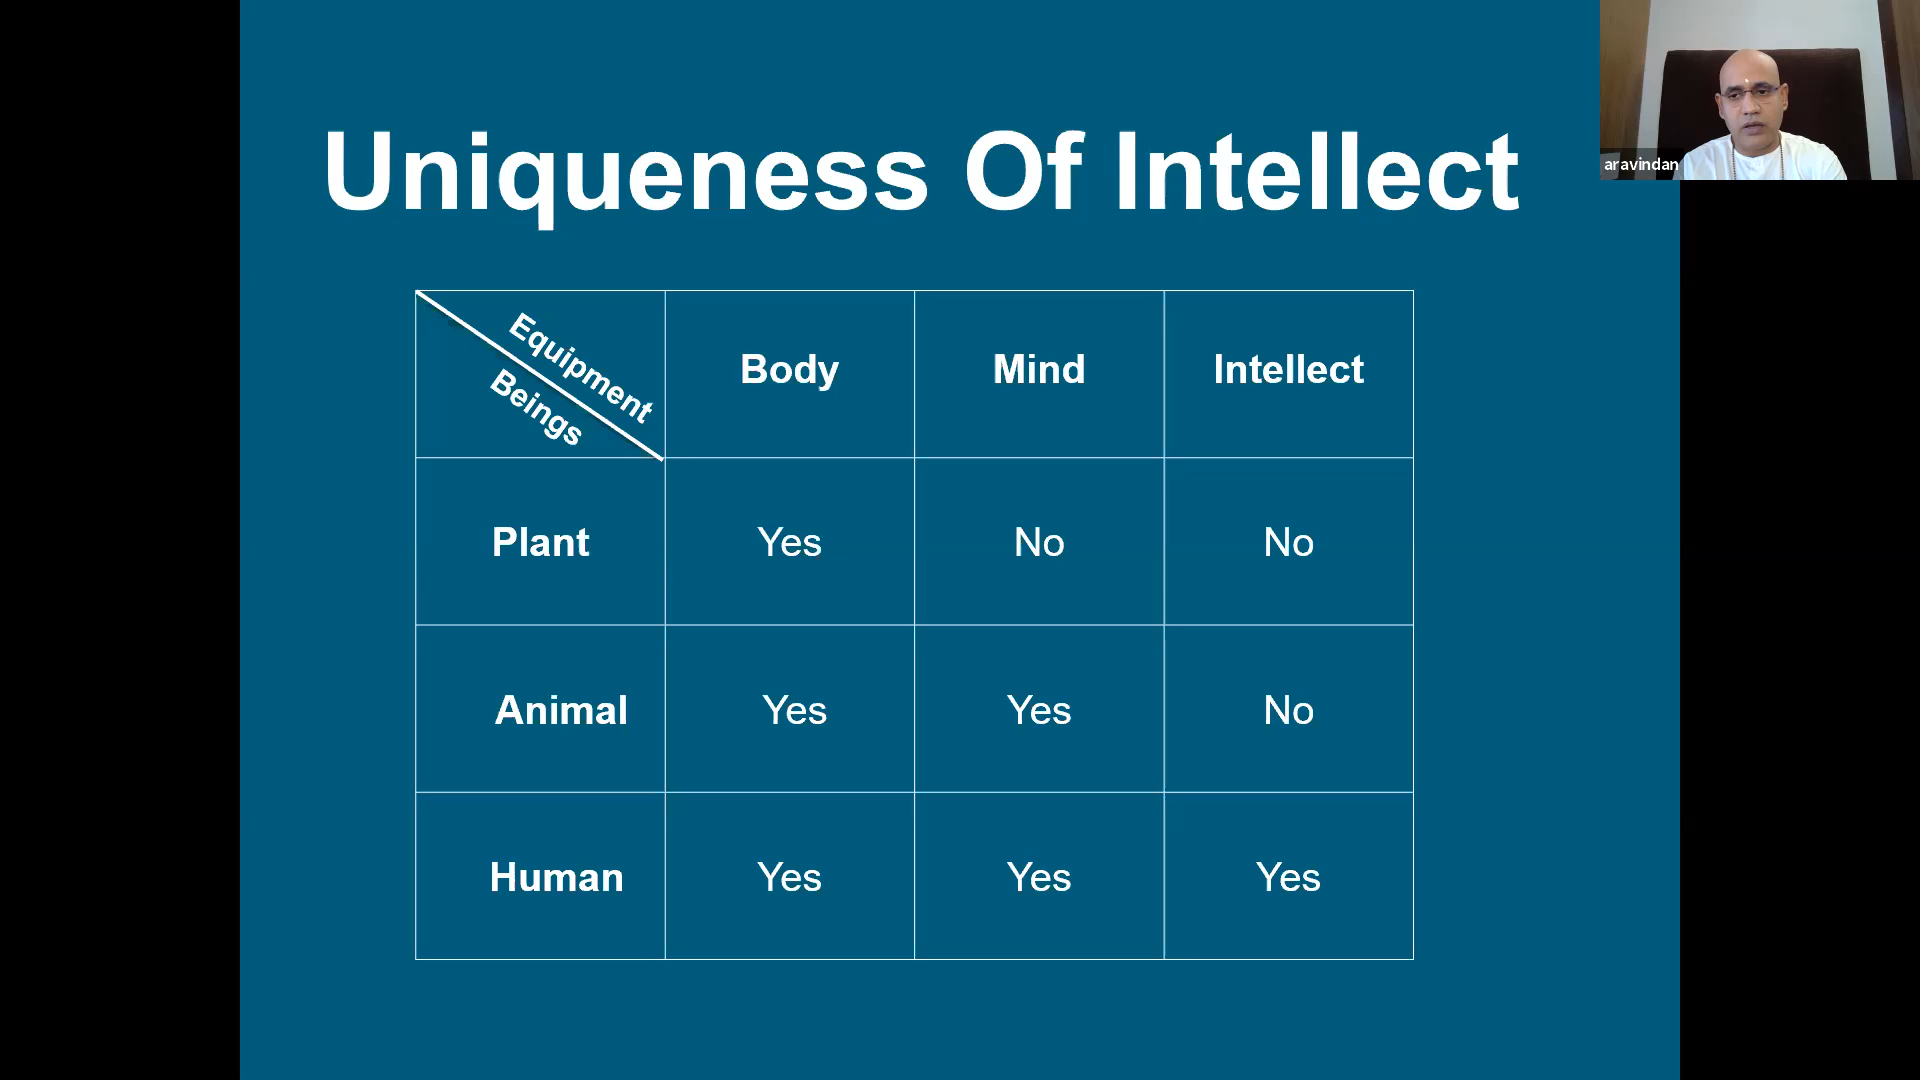 Uniqueness Of Intellect
aravindan
Equipment
Beings
Body
Mind
Intellect
Plant
Yes
No
No
Animal
Yes
Yes
No
Human
Yes
Yes
Yes